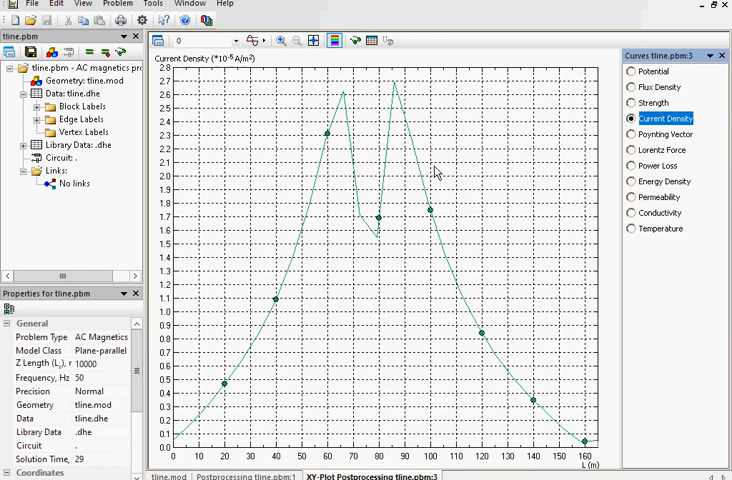 File Edit View Problem Tools Window Help
tline.pbm
tline.pbm - AC magnetics pro
Geometry: tline.mod
Data: tline.dhe
Block Labels
Edge Labels
Vertex Labels
Library Data: .dhe
Circuit: .
Links:
No links
Properties for tline.pbm
General
Problem Type AC Magnetics
Model Class Plane-parallel
10000
Frequency, Hz 50
Precision Normal
Geometry tline.mod
Data tline.dhe
Library Data .dhe
Circuit .
Solution Time, 29
Coordinates
0
Current Density (*10-5 A/m2)
2.8
2.7
2.6
2.5
2.4
2.3
2.2
2.1
2.0
1.9
1.8
1.7
1.6
1.5
1.4
1.3
1.2
1.1
1.0
0.9
0.8
0.7
0.6
0.5
0.4
0.3
0.2
0.1
0.0
0 10 20 30 40 50 60 70 80 90 100 110 120 130 140 150 160
L (m)
tline.mod Postprocessing tline.pbm:1 XY-Plot Postprocessing tline.pbm:3
Curves tline.pbm:3
Potential
Flux Density
Strength
Current Density
Poynting Vector
Lorentz Force
Power Loss
Energy Density
Permeability
Conductivity
Temperature